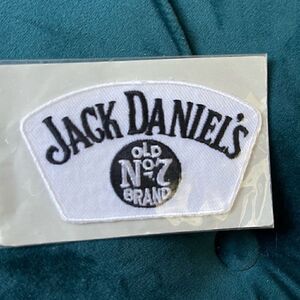 JACK DANIEL'S
OLD
No.7
BRAND